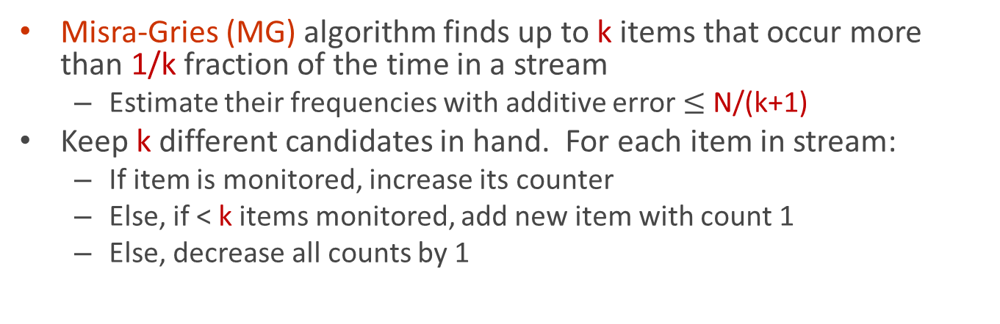 • Misra-Gries (MG) algorithm finds up to k items that occur more
than 1/k fraction of the time in a stream
– Estimate their frequencies with additive error ≤ N/(k+1)
• Keep k different candidates in hand.  For each item in stream:
– If item is monitored, increase its counter
– Else, if < k items monitored, add new item with count 1
– Else, decrease all counts by 1